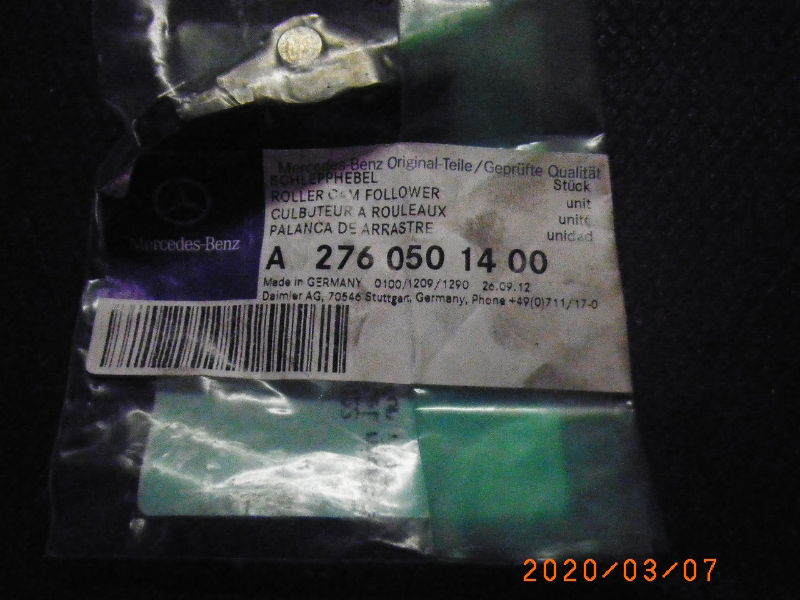 Mercedes-Benz Original-Teile/Geprüfte Qualität
SCHLEPPHEBEL Stück
ROLLER CAM FOLLOWER unit
CULBUTEUR A ROULEAUX unité
PALANCA DE ARRASTRE unidad
Mercedes-Benz
A 276 050 14 00
Made in GERMANY 0100/1209/1290 26.09.12
Daimler AG, 70546 Stuttgart, Germany, Phone +49(0)711/17-0
2020/03/07